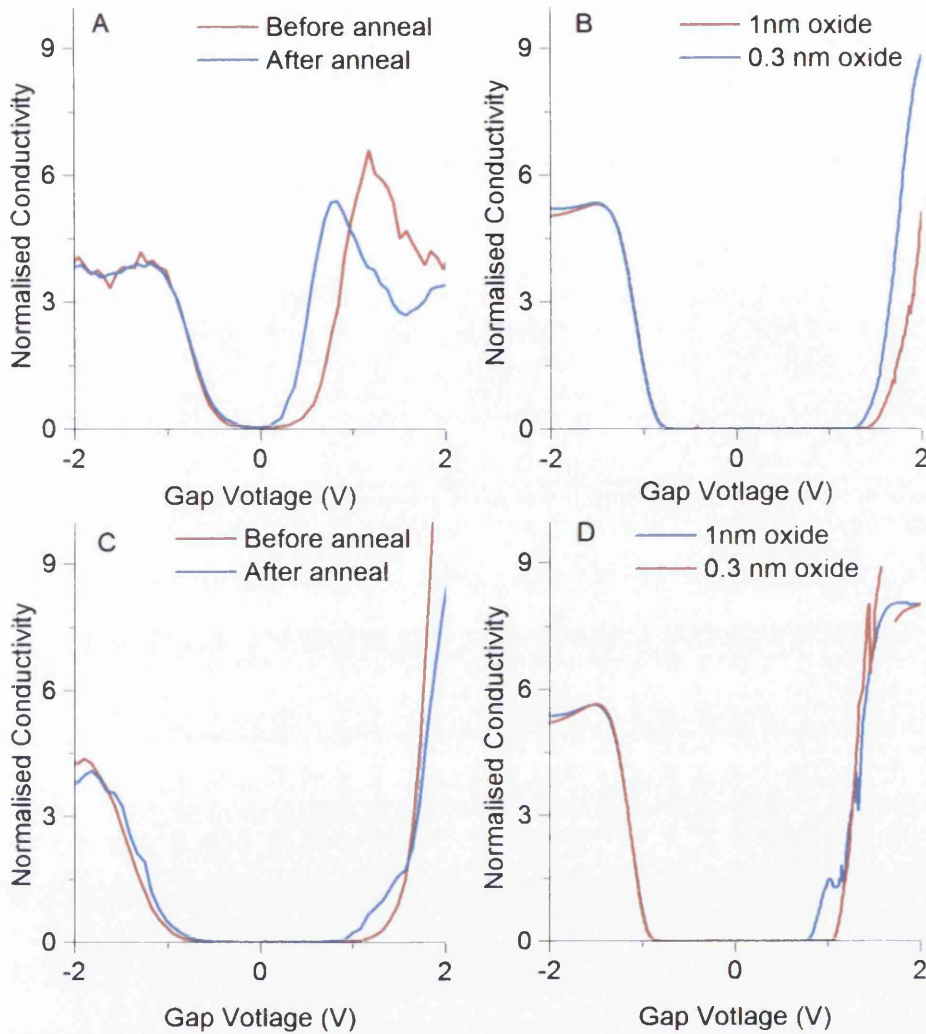 A
Before anneal
After anneal
9
6
3
0
Normalised Conductivity
-2
0
2
Gap Votlage (V)
B
1nm oxide
0.3 nm oxide
9
6
3
0
Normalised Conductivity
-2
0
2
Gap Votlage (V)
C
Before anneal
After anneal
9
6
3
0
Normalised Conductivity
-2
0
2
Gap Votlage (V)
D
1nm oxide
0.3 nm oxide
9
6
3
0
Normalised Conductivity
-2
0
2
Gap Votlage (V)